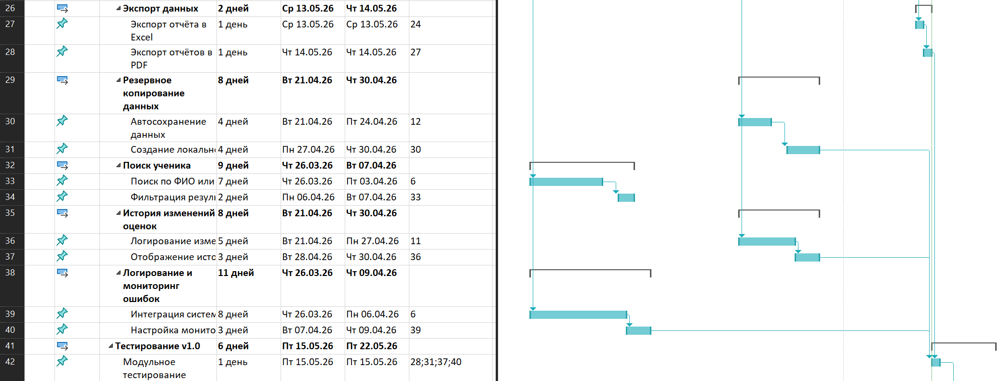 26 Экспорт данных 2 дней Ср 13.05.26 Чт 14.05.26
27 Экспорт отчёта в 1 день Ср 13.05.26 Ср 13.05.26 24
Excel
28 Экспорт отчётов в 1 день Чт 14.05.26 Чт 14.05.26 27
PDF
29 Резервное 8 дней Вт 21.04.26 Чт 30.04.26
копирование
данных
30 Автосохранение 4 дней Вт 21.04.26 Пт 24.04.26 12
данных
31 Создание локальн 4 дней Пн 27.04.26 Чт 30.04.26 30
32 Поиск ученика 9 дней Чт 26.03.26 Вт 07.04.26
33 Поиск по ФИО или 7 дней Чт 26.03.26 Пт 03.04.26 6
34 Фильтрация резул 2 дней Пн 06.04.26 Вт 07.04.26 33
35 История изменений 8 дней Вт 21.04.26 Чт 30.04.26
оценок
36 Логирование изме 5 дней Вт 21.04.26 Пн 27.04.26 11
37 Отображение исто 3 дней Вт 28.04.26 Чт 30.04.26 36
38 Логирование и 11 дней Чт 26.03.26 Чт 09.04.26
мониторинг
ошибок
39 Интеграция систем 8 дней Чт 26.03.26 Пн 06.04.26 6
40 Настройка монито 3 дней Вт 07.04.26 Чт 09.04.26 39
41 Тестирование v1.0 6 дней Пт 15.05.26 Пт 22.05.26
42 Модульное 1 день Пт 15.05.26 Пт 15.05.26 28;31;37;40
тестирование